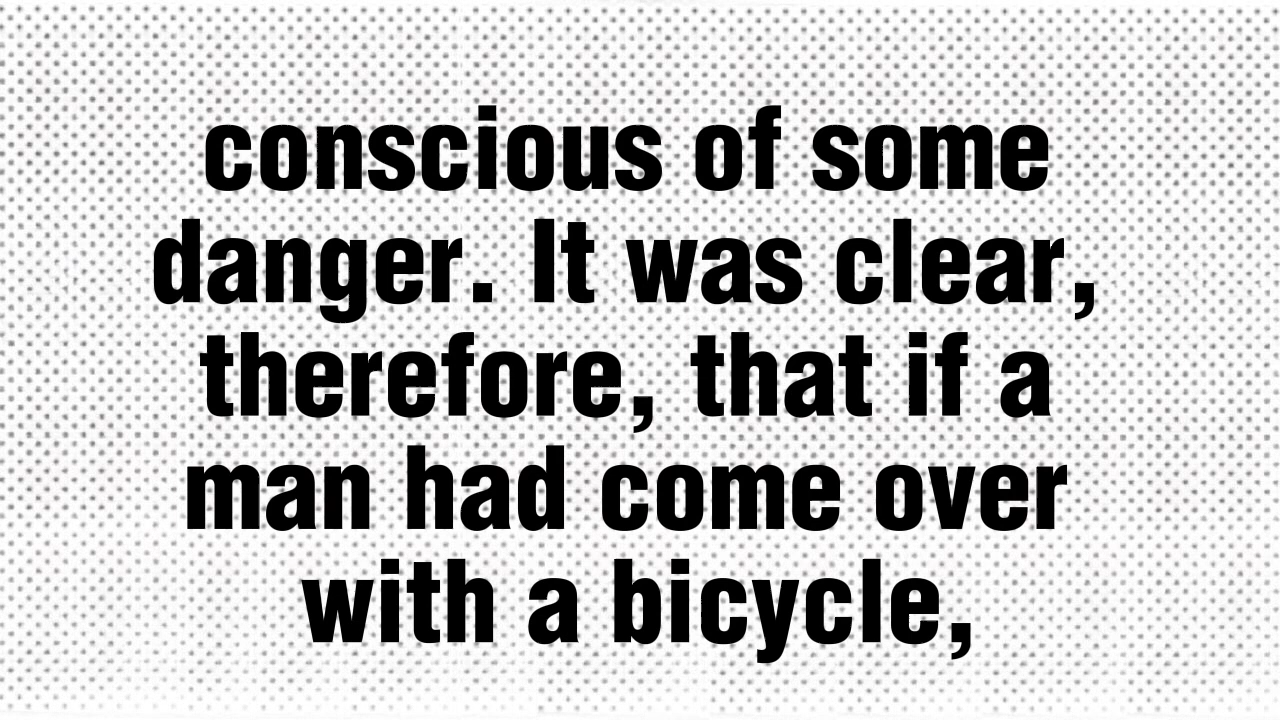 conscious of some
danger. It was clear,
therefore, that if a
man had come over
with a bicycle,